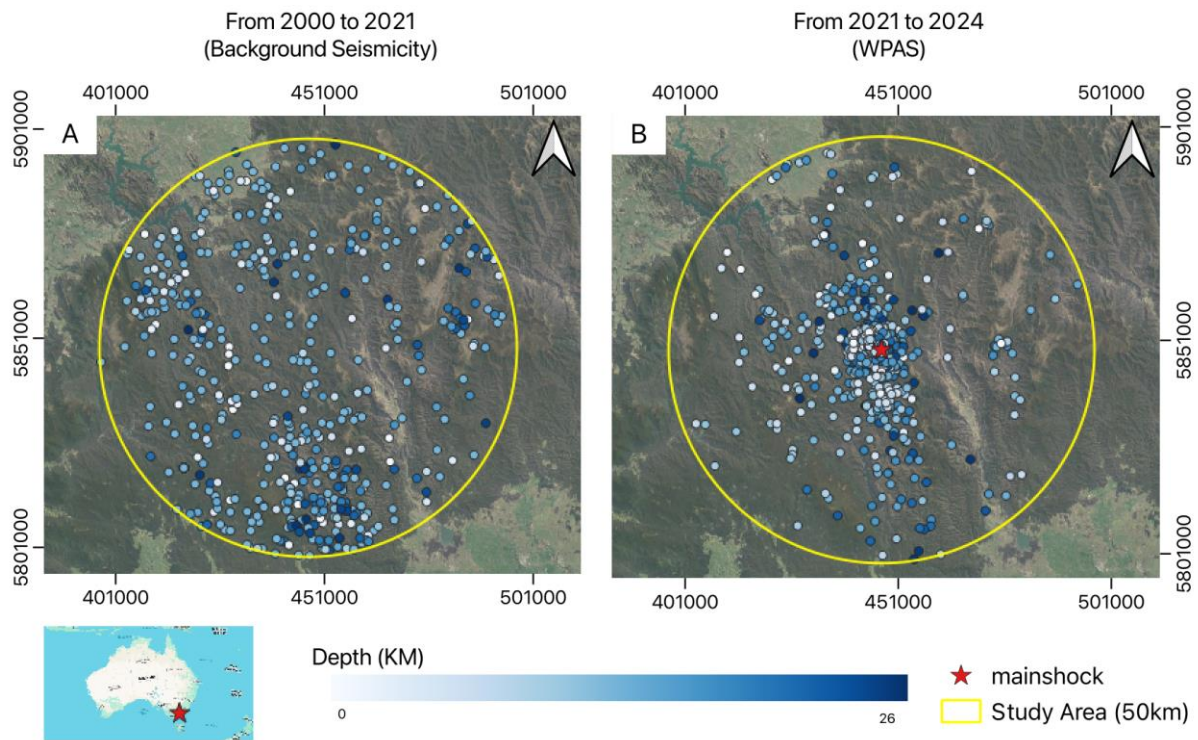 From 2000 to 2021
(Background Seismicity)
From 2021 to 2024
(WPAS)
401000 451000 501000
401000 451000 501000
A
B
5901000
5851000
5801000
5901000
5851000
5801000
401000 451000 501000
401000 451000 501000
Depth (KM)
0
26
mainshock
Study Area (50km)